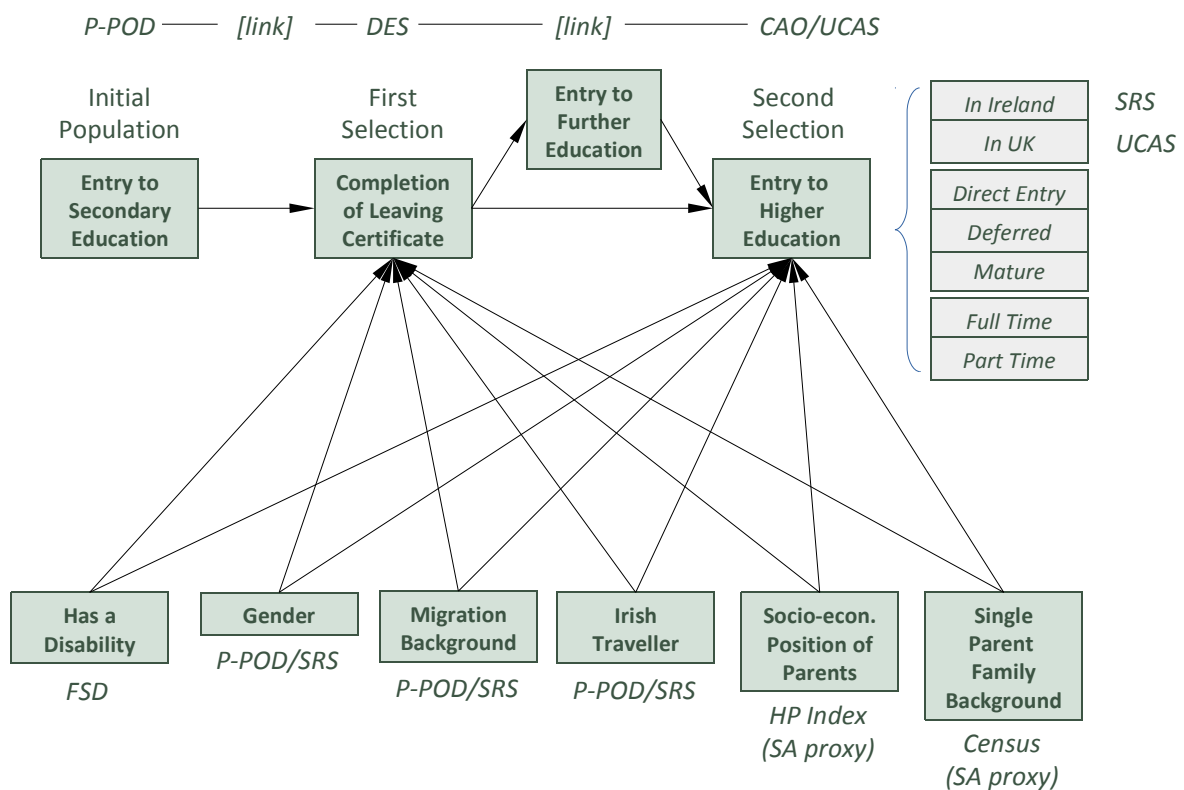 P-POD [link] DES [link] CAO/UCAS
Initial
Population
First
Selection
Second
Selection
Entry to
Secondary
Education
Completion
of Leaving
Certificate
Entry to
Further
Education
Entry to
Higher
Education
In Ireland
SRS
In UK
UCAS
Direct Entry
Deferred
Mature
Full Time
Part Time
Has a
Disability
FSD
Gender
P-POD/SRS
Migration
Background
P-POD/SRS
Irish
Traveller
P-POD/SRS
Socio-econ.
Position of
Parents
HP Index
(SA proxy)
Single
Parent
Family
Background
Census
(SA proxy)